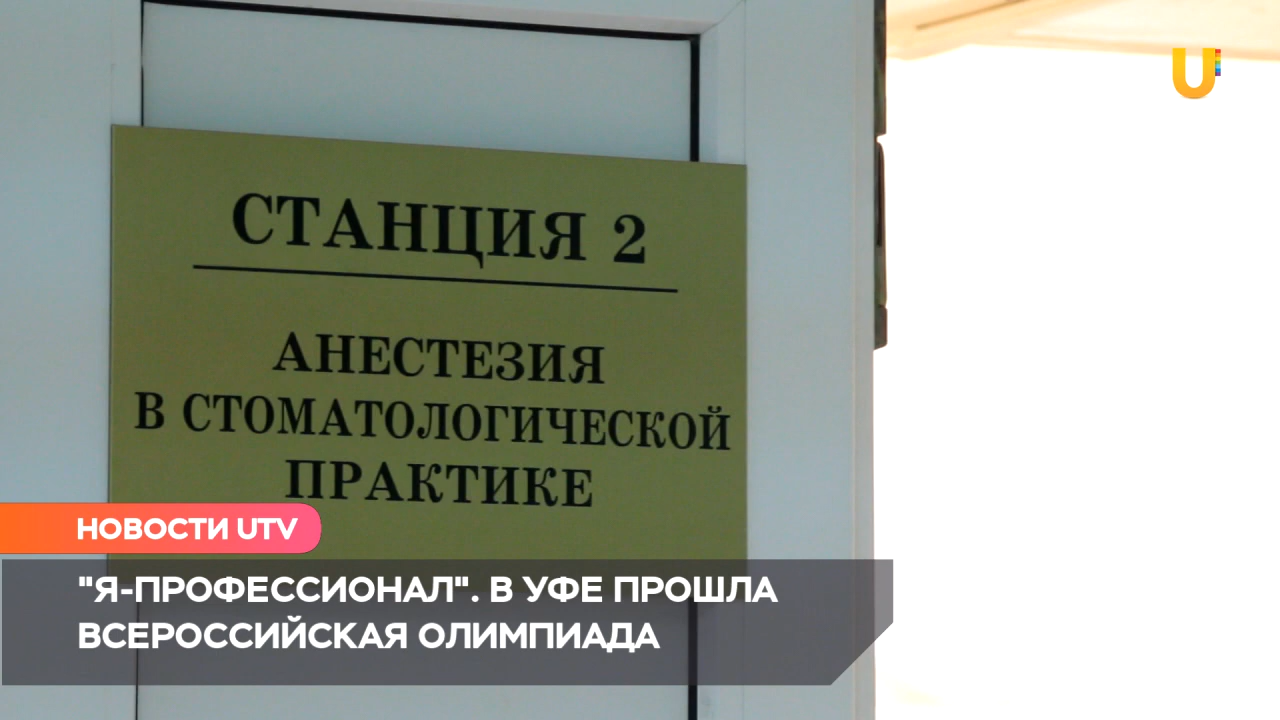 U
СТАНЦИЯ 2
АНЕСТЕЗИЯ
В СТОМАТОЛОГИЧЕСКОЙ
ПРАКТИКЕ
НОВОСТИ UTV
"Я-ПРОФЕССИОНАЛ". В УФЕ ПРОШЛА
ВСЕРОССИЙСКАЯ ОЛИМПИАДА